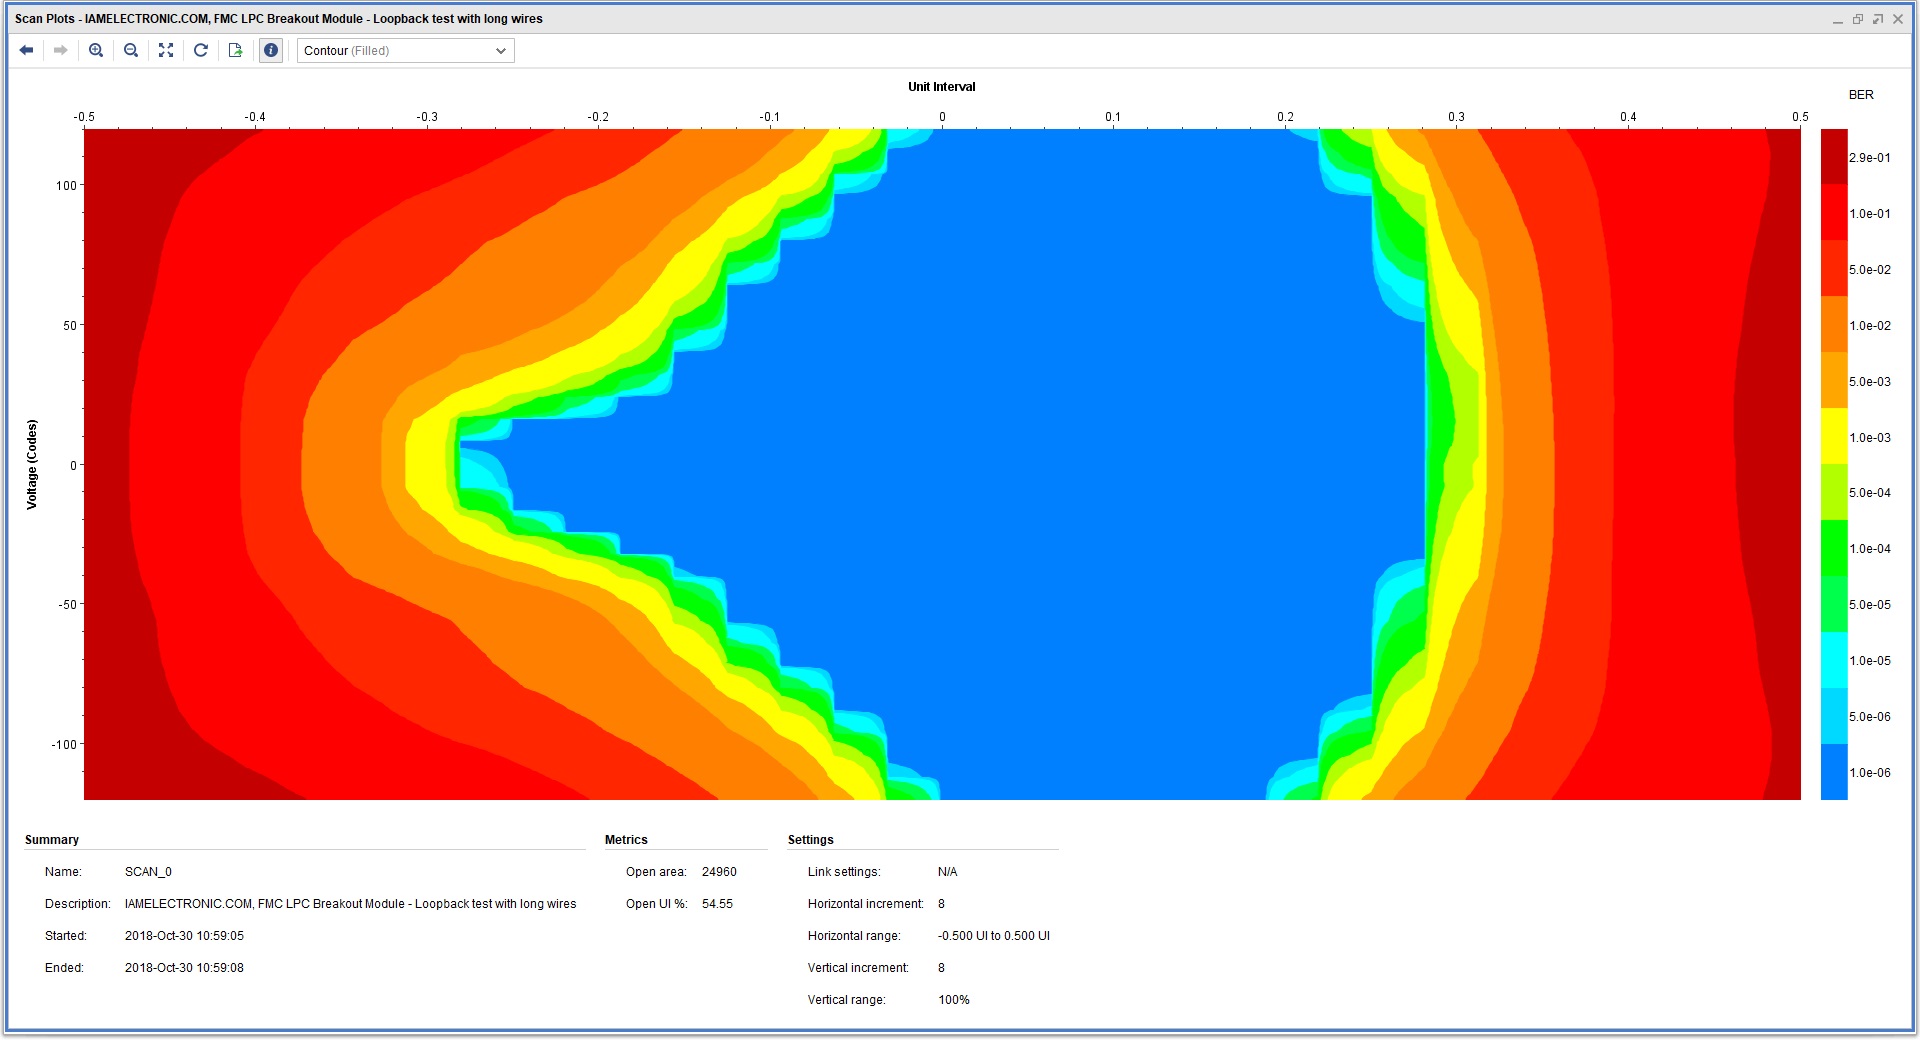 Scan Plots - IAMELECTRONIC.COM, FMC LPC Breakout Module - Loopback test with long wires
Contour (Filled)
Unit Interval
BER
-0.5 -0.4 -0.3 -0.2 -0.1 0 0.1 0.2 0.3 0.4 0.5
Voltage (Codes)
100
50
0
-50
-100
2.9e-01
1.0e-01
5.0e-02
1.0e-02
5.0e-03
1.0e-03
5.0e-04
1.0e-04
5.0e-05
1.0e-05
5.0e-06
1.0e-06
Summary
Name: SCAN_0
Description: IAMELECTRONIC.COM, FMC LPC Breakout Module - Loopback test with long wires
Started: 2018-Oct-30 10:59:05
Ended: 2018-Oct-30 10:59:08
Metrics
Open area: 24960
Open UI %: 54.55
Settings
Link settings: N/A
Horizontal increment: 8
Horizontal range: -0.500 UI to 0.500 UI
Vertical increment: 8
Vertical range: 100%